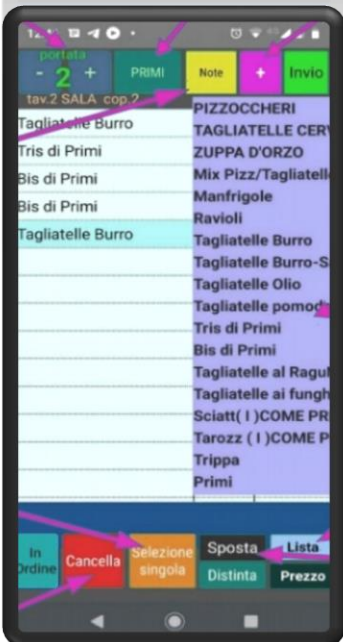 portata
- 2 +
PRIMI
Note
+
Invio
tav.2 SALA cop.2
Tagliatelle Burro
Tris di Primi
Bis di Primi
Bis di Primi
Tagliatelle Burro
PIZZOCCHERI
TAGLIATELLE CERV
ZUPPA D'ORZO
Mix Pizz/Tagliatell
Manfrigole
Ravioli
Tagliatelle Burro
Tagliatelle Burro-S
Tagliatelle Olio
Tagliatelle pomod
Tris di Primi
Bis di Primi
Tagliatelle al Ragu
Tagliatelle ai fungh
Sciatt( I )COME PR
Tarozz ( I )COME P
Trippa
Primi
In
Ordine
Cancella
Selezione
singola
Sposta
Distinta
Lista
Prezzo